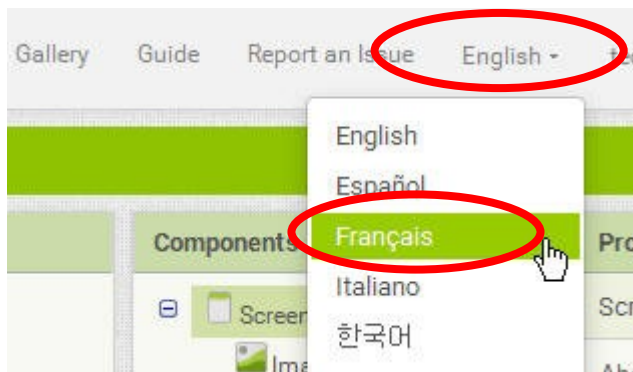 Gallery Guide Report an Issue English
English
Español
Components Français
Italiano
Screen
한국어